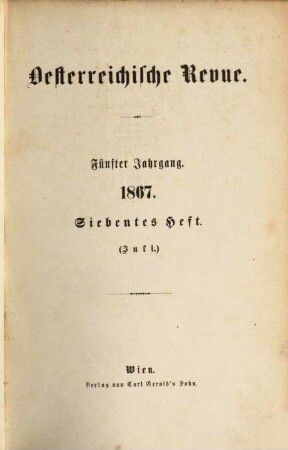 Oesterreichische Revue.
Fünfter Jahrgang.
1867.
Siebentes Heft.
(Juli.)
Wien.
Verlag von Carl Gerold's Sohn.